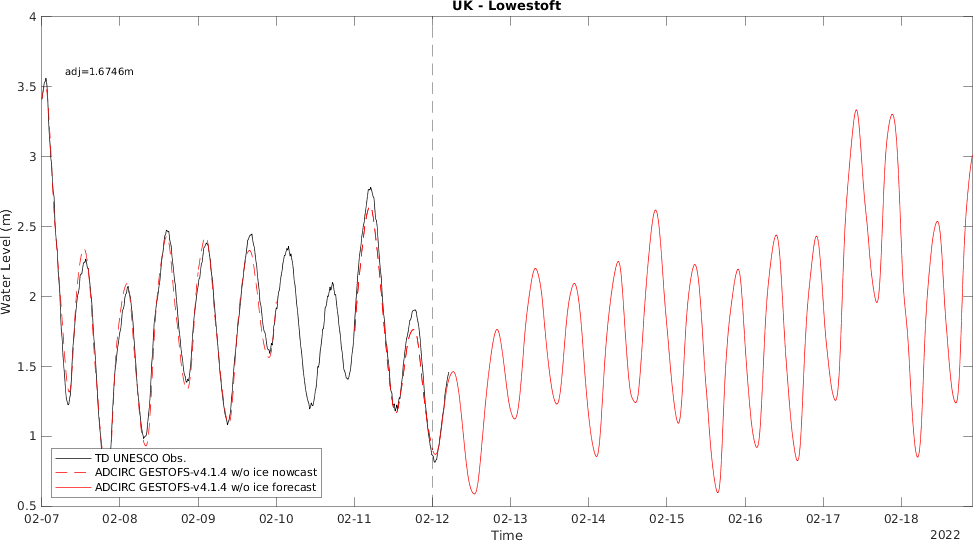 UK - Lowestoft
adj=1.6746m
4
3.5
3
2.5
2
1.5
1
0.5
Water Level (m)
TD UNESCO Obs.
ADCIRC GESTOFS-v4.1.4 w/o ice nowcast
ADCIRC GESTOFS-v4.1.4 w/o ice forecast
02-07 02-08 02-09 02-10 02-11 02-12 02-13 02-14 02-15 02-16 02-17 02-18
Time
2022